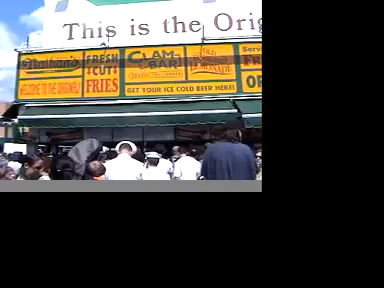 This is the Orig
Nathan's
FRESH
CUT
FRIES
CLAM
BAR!
LEMONADE
Serv
FR
WELCOME TO THE ORIGINAL!
GET YOUR ICE COLD BEER HERE!
OR